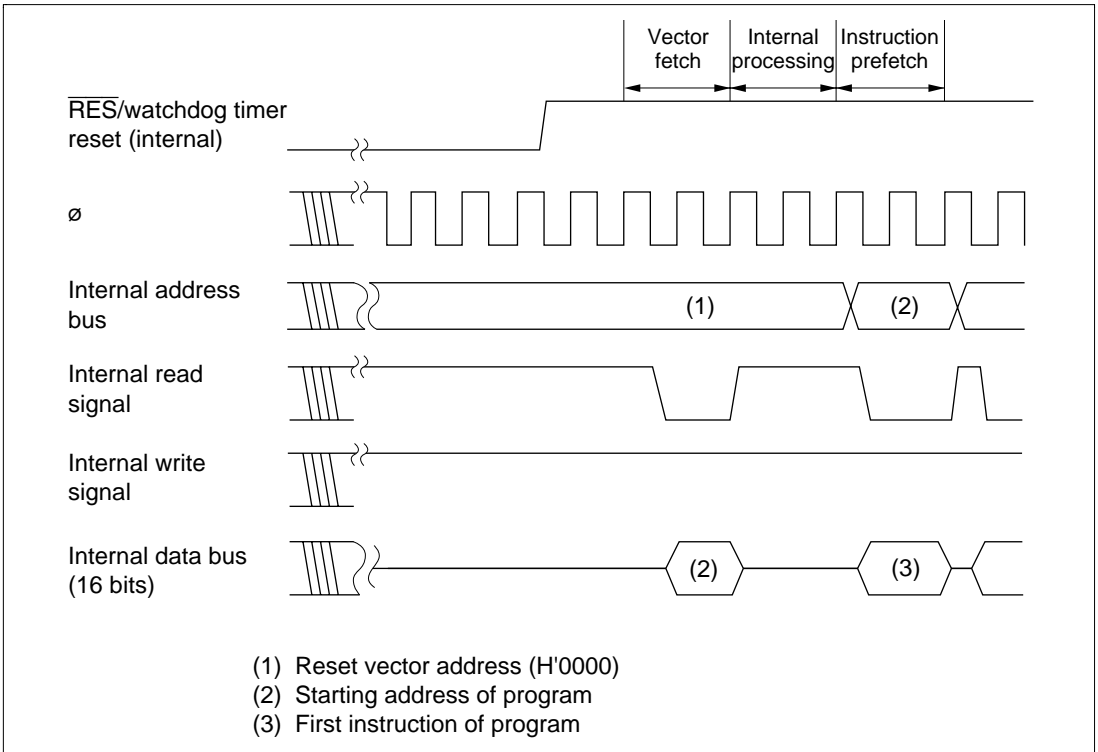 Vector fetch
Internal processing
Instruction prefetch
RES/watchdog timer
reset (internal)
ø
Internal address
bus
(1)
(2)
Internal read
signal
Internal write
signal
Internal data bus
(16 bits)
(2)
(3)
(1) Reset vector address (H'0000)
(2) Starting address of program
(3) First instruction of program